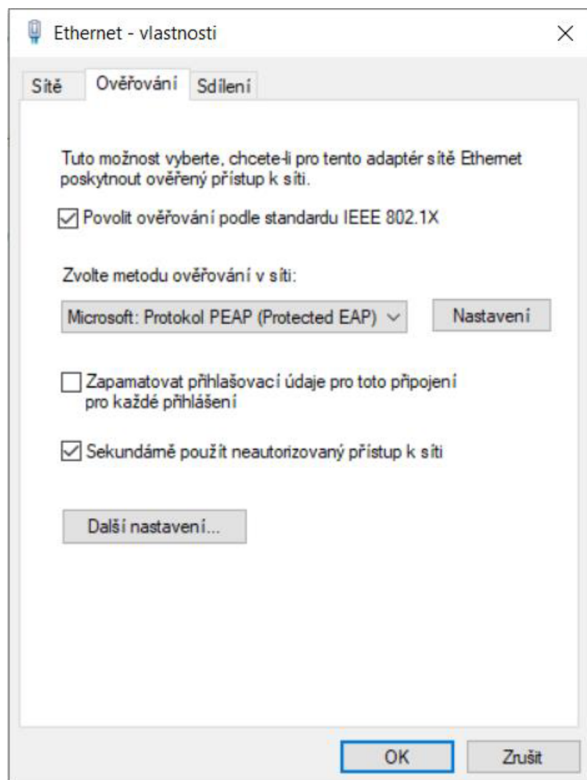 Ethernet - vlastnosti
Sítě Ověřování Sdílení
Tuto možnost vyberte, chcete-li pro tento adaptér sítě Ethernet
poskytnout ověřený přístup k síti.
Povolit ověřování podle standardu IEEE 802.1X
Zvolte metodu ověřování v síti:
Microsoft: Protokol PEAP (Protected EAP) Nastavení
Zapamatovat přihlašovací údaje pro toto připojení
pro každé přihlášení
Sekundárně použít neautorizovaný přístup k síti
Další nastavení...
OK Zrušit